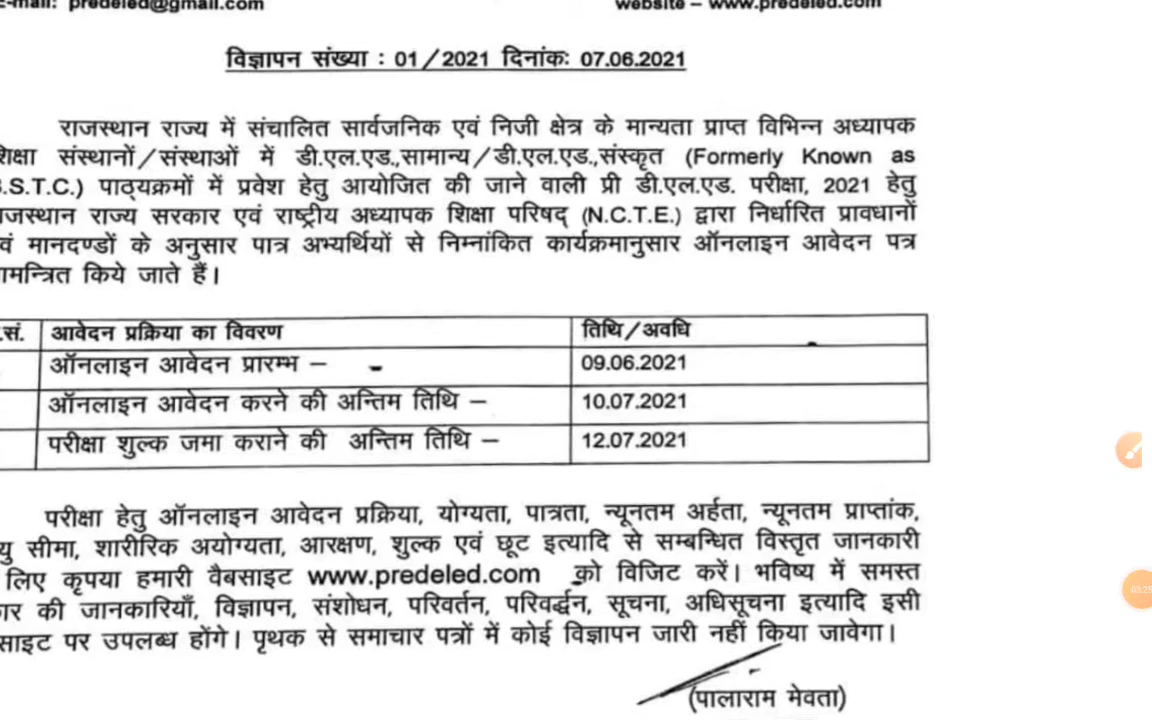 E-mail: predeled@gmail.com website – www.predeled.com
विज्ञापन संख्या : 01/2021 दिनांकः 07.06.2021
राजस्थान राज्य में संचालित सार्वजनिक एवं निजी क्षेत्र के मान्यता प्राप्त विभिन्न अध्यापक
शिक्षा संस्थानों/संस्थाओं में डी.एल.एड.,सामान्य/डी.एल.एड.,संस्कृत (Formerly Known as
B.S.T.C.) पाठ्यक्रमों में प्रवेश हेतु आयोजित की जाने वाली प्री डी.एल.एड. परीक्षा, 2021 हेतु
राजस्थान राज्य सरकार एवं राष्ट्रीय अध्यापक शिक्षा परिषद् (N.C.T.E.) द्वारा निर्धारित प्रावधानों
एवं मानदण्डों के अनुसार पात्र अभ्यर्थियों से निम्नांकित कार्यक्रमानुसार ऑनलाइन आवेदन पत्र
आमन्त्रित किये जाते हैं।
.सं. आवेदन प्रक्रिया का विवरण तिथि/अवधि
ऑनलाइन आवेदन प्रारम्भ – 09.06.2021
ऑनलाइन आवेदन करने की अन्तिम तिथि – 10.07.2021
परीक्षा शुल्क जमा कराने की अन्तिम तिथि – 12.07.2021
परीक्षा हेतु ऑनलाइन आवेदन प्रक्रिया, योग्यता, पात्रता, न्यूनतम अर्हता, न्यूनतम प्राप्तांक,
यु सीमा, शारीरिक अयोग्यता, आरक्षण, शुल्क एवं छूट इत्यादि से सम्बन्धित विस्तृत जानकारी
लिए कृपया हमारी वैबसाइट www.predeled.com को विजिट करें। भविष्य में समस्त
कार की जानकारियाँ, विज्ञापन, संशोधन, परिवर्तन, परिवर्द्धन, सूचना, अधिसूचना इत्यादि इसी
साइट पर उपलब्ध होंगे। पृथक से समाचार पत्रों में कोई विज्ञापन जारी नहीं किया जावेगा।
(पालाराम मेवता)